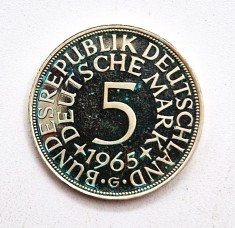 BUNDESREPUBLIK DEUTSCHLAND
5
DEUTSCHE MARK
1965
G